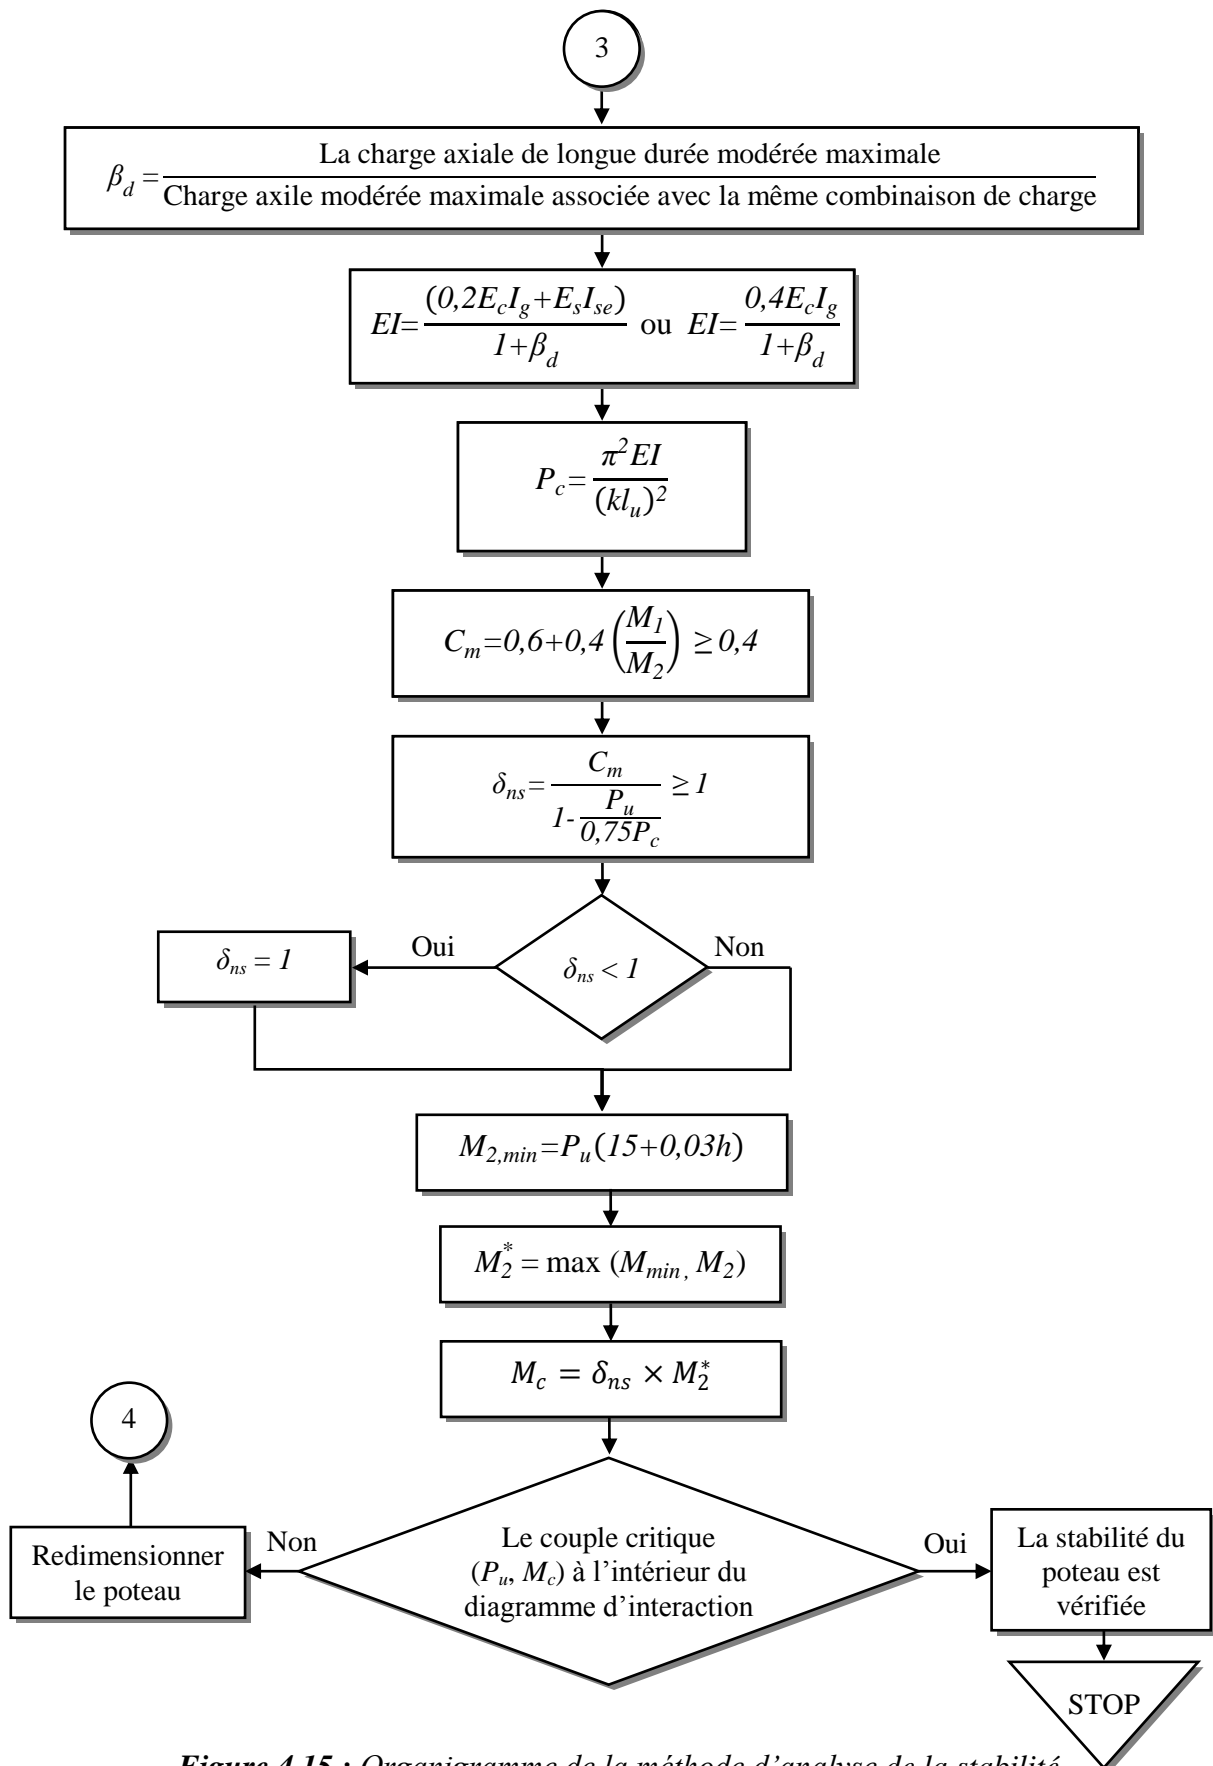 3
β_d = La charge axiale de longue durée modérée maximale / Charge axile modérée maximale associée avec la même combinaison de charge
EI= (0,2E_cI_g+E_sI_se) / 1+β_d ou EI= 0,4E_cI_g / 1+β_d
P_c= π²EI / (kl_u)²
C_m=0,6+0,4 (M_1 / M_2) ≥ 0,4
δ_ns= C_m / (1- P_u / 0,75P_c) ≥ 1
Oui
Non
δ_ns = 1
δ_ns < 1
M_2,min=P_u(15+0,03h)
M_2^* = max (M_min, M_2)
M_c = δ_ns × M_2^*
4
Redimensionner
le poteau
Non
Le couple critique
(P_u, M_c) à l’intérieur du
diagramme d’interaction
Oui
La stabilité du
poteau est
vérifiée
STOP
Figure 4.15 : Organigramme de la méthode d’analyse de la stabilité